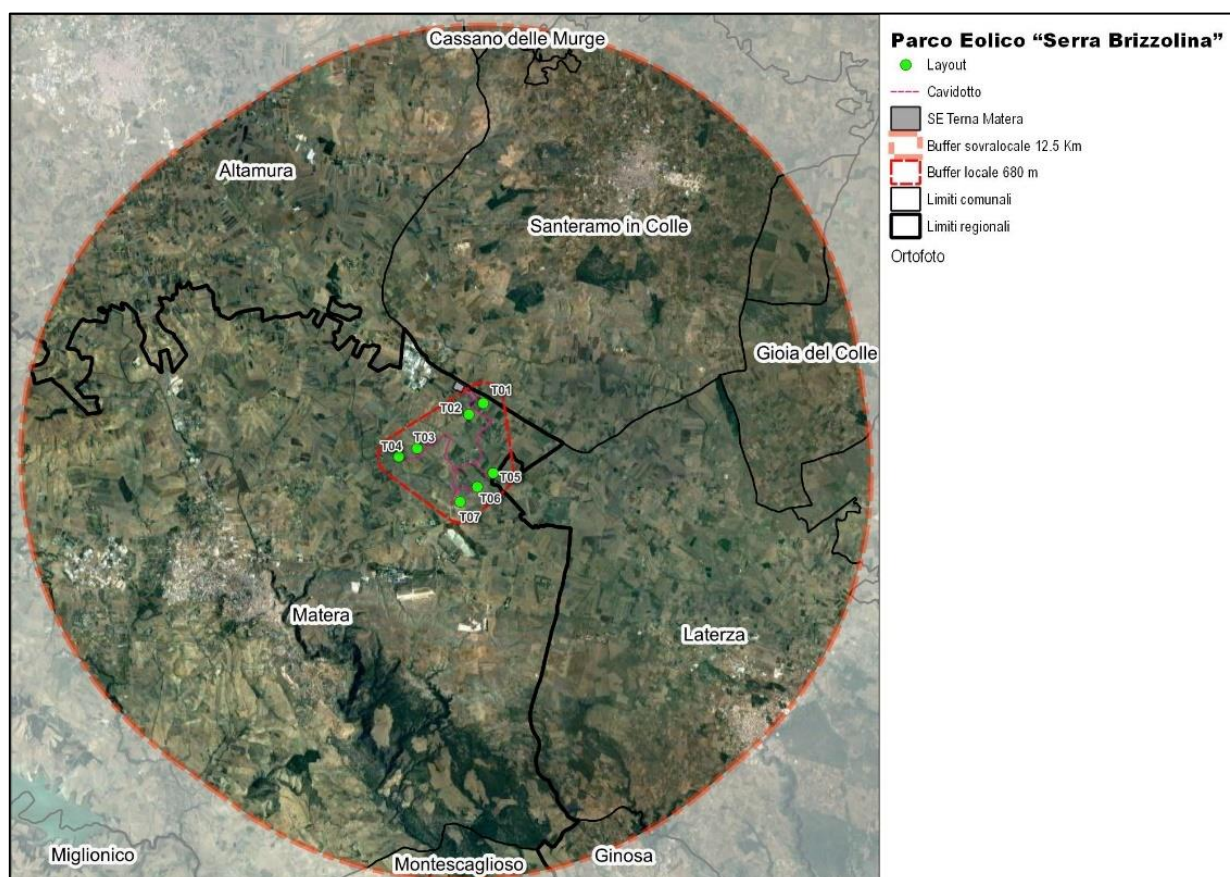 Cassano delle Murge
Altamura
Santeramo in Colle
Gioia del Colle
T01
T02
T03
T04
T05
T06
T07
Matera
Laterza
Miglionico
Montescaglioso
Ginosa
Parco Eolico “Serra Brizzolina”
Layout
Cavidotto
SE Terna Matera
Buffer sovralocale 12.5 Km
Buffer locale 680 m
Limiti comunali
Limiti regionali
Ortofoto